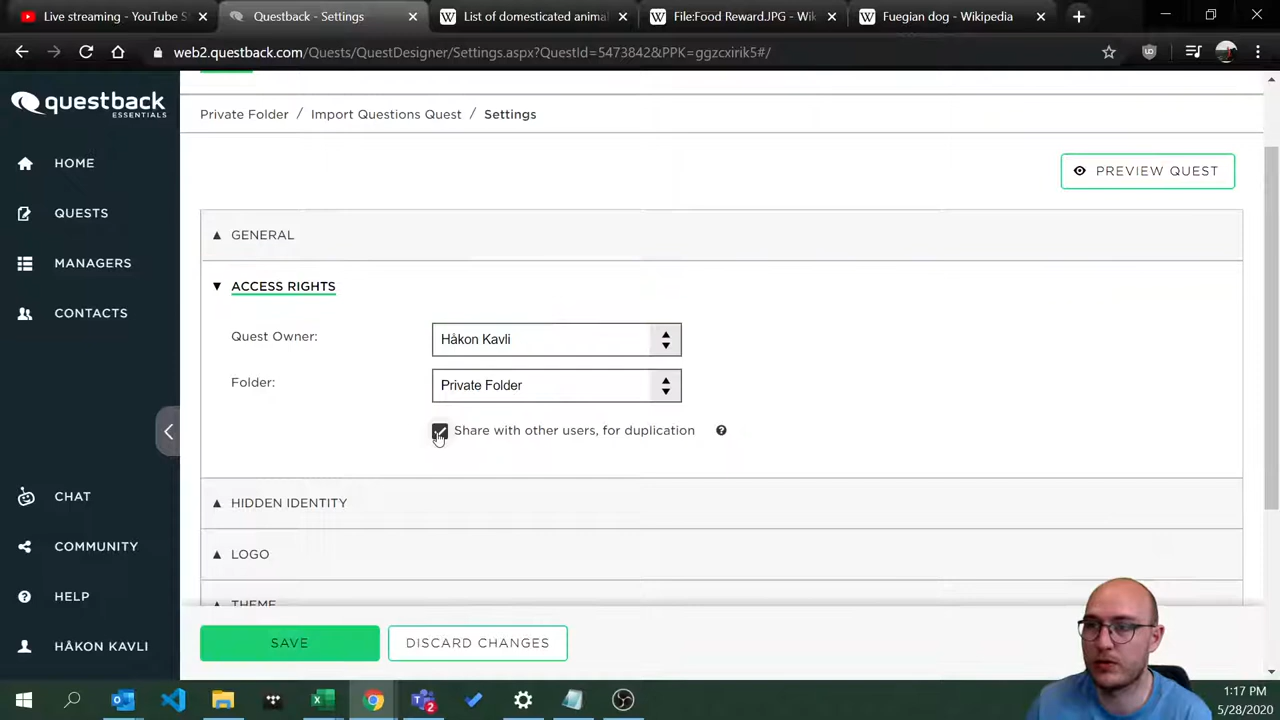 Live streaming - YouTube S
Questback - Settings
List of domesticated anima
File:Food Reward.JPG - Wik
Fuegian dog - Wikipedia
web2.questback.com/Quests/QuestDesigner/Settings.aspx?QuestId=5473842&PPK=ggzcxirik5#/
questback
ESSENTIALS
HOME
QUESTS
MANAGERS
CONTACTS
CHAT
COMMUNITY
HELP
HÅKON KAVLI
Private Folder / Import Questions Quest / Settings
PREVIEW QUEST
GENERAL
ACCESS RIGHTS
Quest Owner: Håkon Kavli
Folder: Private Folder
Share with other users, for duplication
HIDDEN IDENTITY
LOGO
THEME
SAVE DISCARD CHANGES
2
1:17 PM
5/28/2020